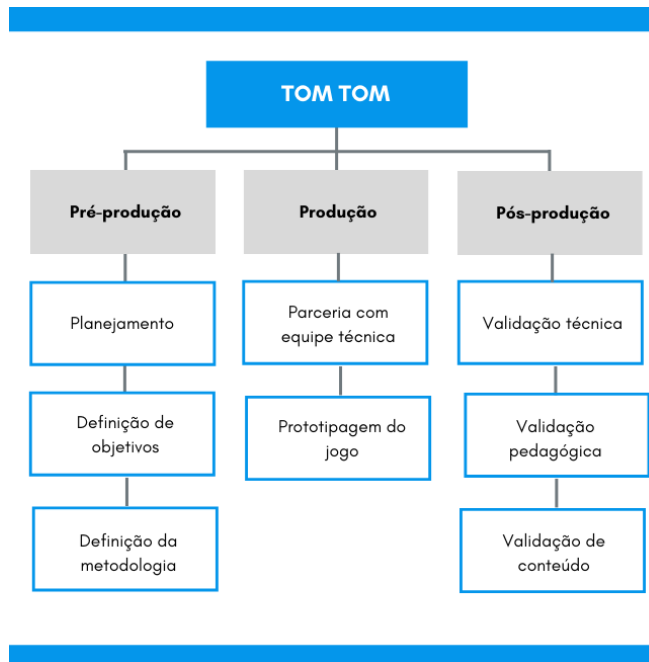 TOM TOM
Pré-produção
Produção
Pós-produção
Planejamento
Parceria com
equipe técnica
Validação técnica
Definição de
objetivos
Prototipagem do
jogo
Validação
pedagógica
Definição da
metodologia
Validação de
conteúdo